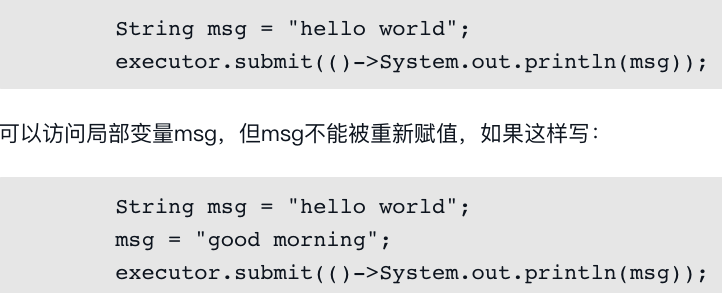 String msg = "hello world";
executor.submit(()->System.out.println(msg));
可以访问局部变量msg，但msg不能被重新赋值，如果这样写：
String msg = "hello world";
msg = "good morning";
executor.submit(()->System.out.println(msg));